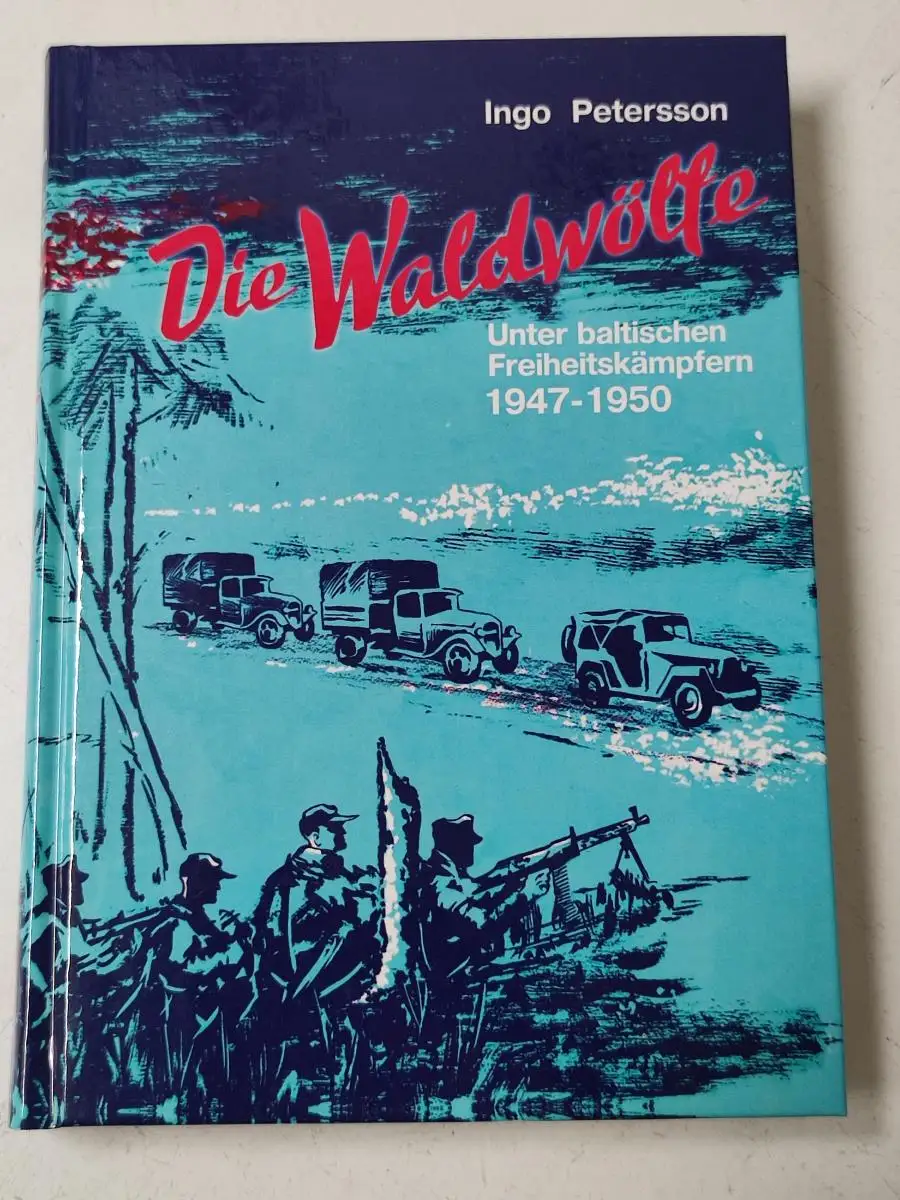 Ingo Petersson
Die Waldwölfe
Unter baltischen
Freiheitskämpfern
1947-1950